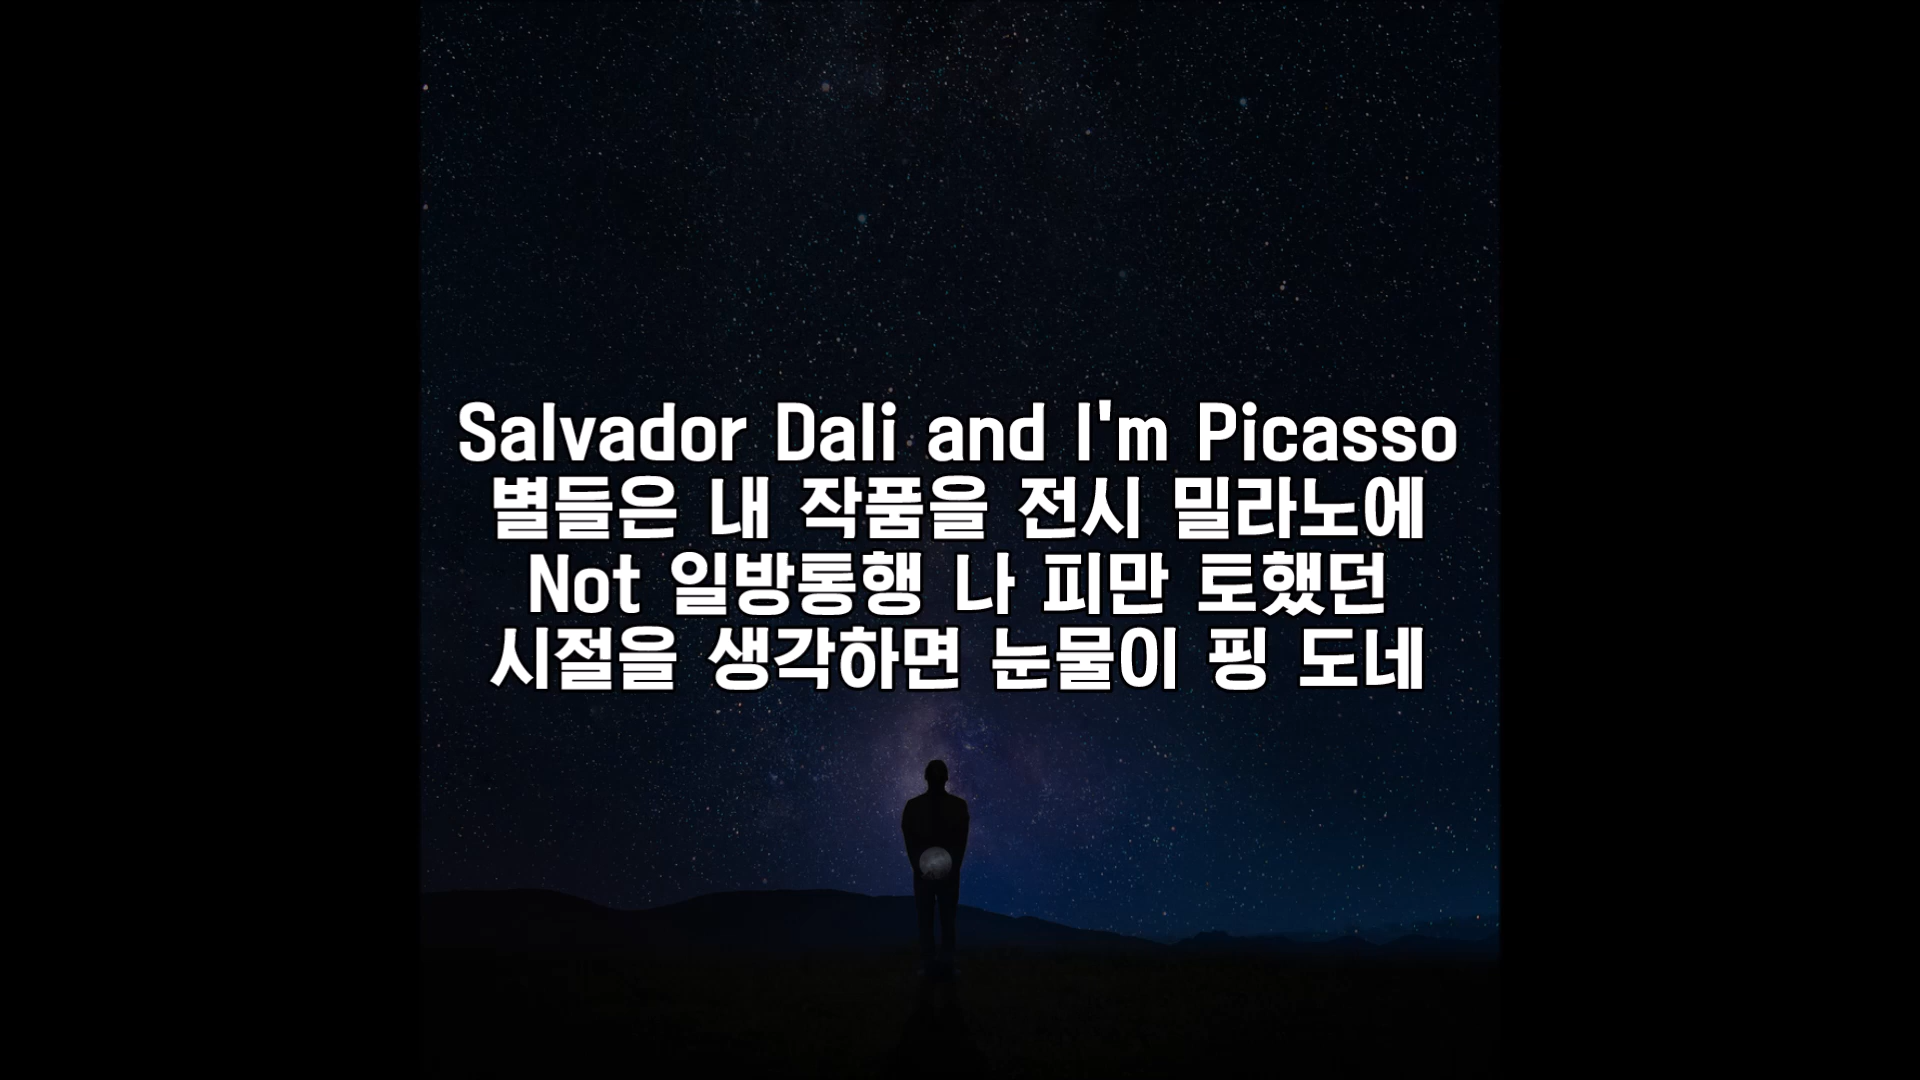 Salvador Dali and I'm Picasso
별들은 내 작품을 전시 밀라노에
Not 일방통행 나 피만 토했던
시절을 생각하면 눈물이 핑 도네